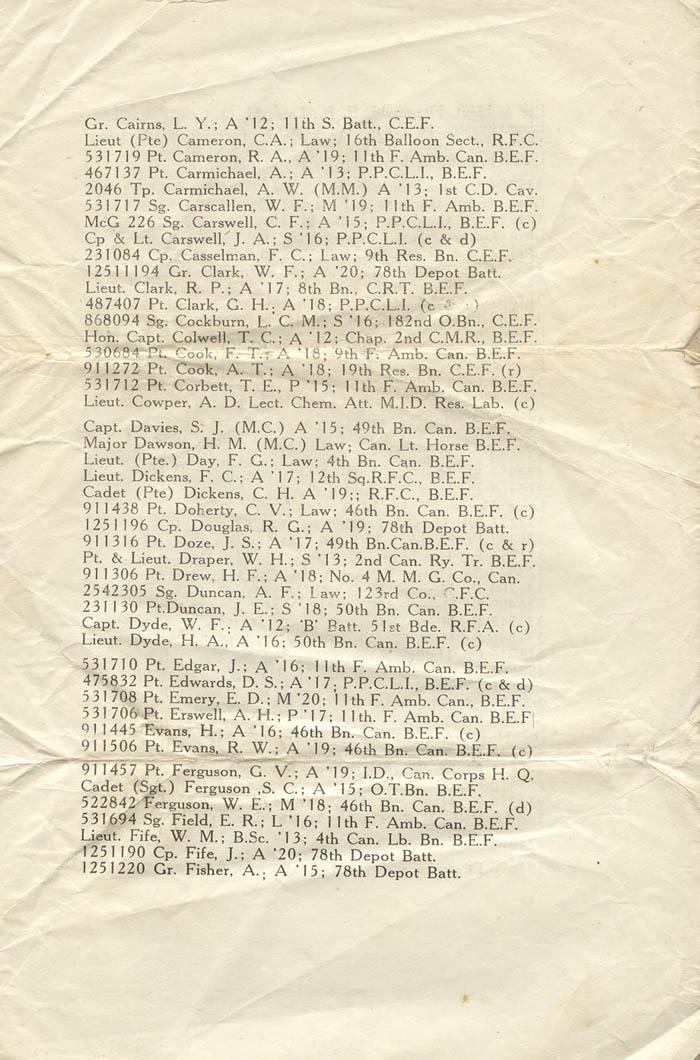 Gr. Cairns, L. Y.; A '12; 11th S. Batt., C.E.F.
Lieut (Pte) Cameron, C.A.; Law; 16th Balloon Sect., R.F.C.
531719 Pt. Cameron, R. A., A '19; 11th F. Amb. Can. B.E.F.
467137 Pt. Carmichael, A.; A '13; P.P.C.L.I., B.E.F.
2046 Tp. Carmichael, A. W. (M.M.) A '13; 1st C.D. Cav.
531717 Sg. Carscallen, W. F.; M '19; 11th F. Amb. B.E.F.
McG 226 Sg. Carswell, C. F.; A '15; P.P.C.L.I., B.E.F. (c)
Cp & Lt. Carswell, J. A.; S '16; P.P.C.L.I. (c & d)
231084 Cp. Casselman, F. C.; Law; 9th Res. Bn. C.E.F.
12511194 Gr. Clark, W. F.; A '20; 78th Depot Batt.
Lieut. Clark, R. P.; A '17; 8th Bn., C.R.T. B.E.F.
487407 Pt. Clark, G. H.; A '18; P.P.C.L.I.
868094 Sg. Cockburn, L. C. M.; S '16; 182nd O.Bn., C.E.F.
Hon. Capt. Colwell, T. C.; A '12; Chap. 2nd C.M.R., B.E.F.
530684 Pt. Cook, F. T.; A '18; 9th F. Amb. Can. B.E.F.
911272 Pt. Cook, A. T.; A '18; 19th Res. Bn. C.E.F. (r)
531712 Pt. Corbett, T. E., P '15; 11th F. Amb. Can. B.E.F.
Lieut. Cowper, A. D. Lect. Chem. Att. M.I.D. Res. Lab. (c)
Capt. Davies, S. J. (M.C.) A '15; 49th Bn. Can. B.E.F.
Major Dawson, H. M. (M.C.) Law; Can. Lt. Horse B.E.F.
Lieut. (Pte.) Day, F. G.; Law; 4th Bn. Can. B.E.F.
Lieut. Dickens, F. C.; A '17; 12th Sq.R.F.C., B.E.F.
Cadet (Pte) Dickens, C. H. A '19;; R.F.C., B.E.F.
911438 Pt. Doherty, C. V.; Law; 46th Bn. Can. B.E.F. (c)
1251196 Cp. Douglas, R. G.; A '19; 78th Depot Batt.
911316 Pt. Doze, J. S.; A '17; 49th Bn.Can.B.E.F. (c & r)
Pt. & Lieut. Draper, W. H.; S '13; 2nd Can. Ry. Tr. B.E.F.
911306 Pt. Drew, H. F.; A '18; No. 4 M. M. G. Co., Can.
2542305 Sg. Duncan, A. F.; Law; 123rd Co., C.F.C.
231130 Pt.Duncan, J. E.; S '18; 50th Bn. Can. B.E.F.
Capt. Dyde, W. F.; A '12; 'B' Batt. 51st Bde. R.F.A. (c)
Lieut. Dyde, H. A., A '16; 50th Bn. Can. B.E.F. (c)
531710 Pt. Edgar, J.; A '16; 11th F. Amb. Can. B.E.F.
475832 Pt. Edwards, D. S.; A '17; P.P.C.L.I., B.E.F. (c & d)
531708 Pt. Emery, E. D.; M '20; 11th F. Amb. Can., B.E.F.
531706 Pt. Erswell, A. H.; P '17; 11th. F. Amb. Can. B.E.F
911445 Evans, H.; A '16; 46th Bn. Can. B.E.F. (c)
911506 Pt. Evans, R. W.; A '19; 46th Bn. Can. B.E.F. (c)
911457 Pt. Ferguson, G. V.; A '19; I.D., Can. Corps H. Q.
Cadet (Sgt.) Ferguson ,S. C.; A '15; O.T.Bn. B.E.F.
522842 Ferguson, W. E.; M '18; 46th Bn. Can. B.E.F. (d)
531694 Sg. Field, E. R.; L '16; 11th F. Amb. Can. B.E.F.
Lieut. Fife, W. M.; B.Sc. '13; 4th Can. Lb. Bn. B.E.F.
1251190 Cp. Fife, J.; A '20; 78th Depot Batt.
1251220 Gr. Fisher, A.; A '15; 78th Depot Batt.